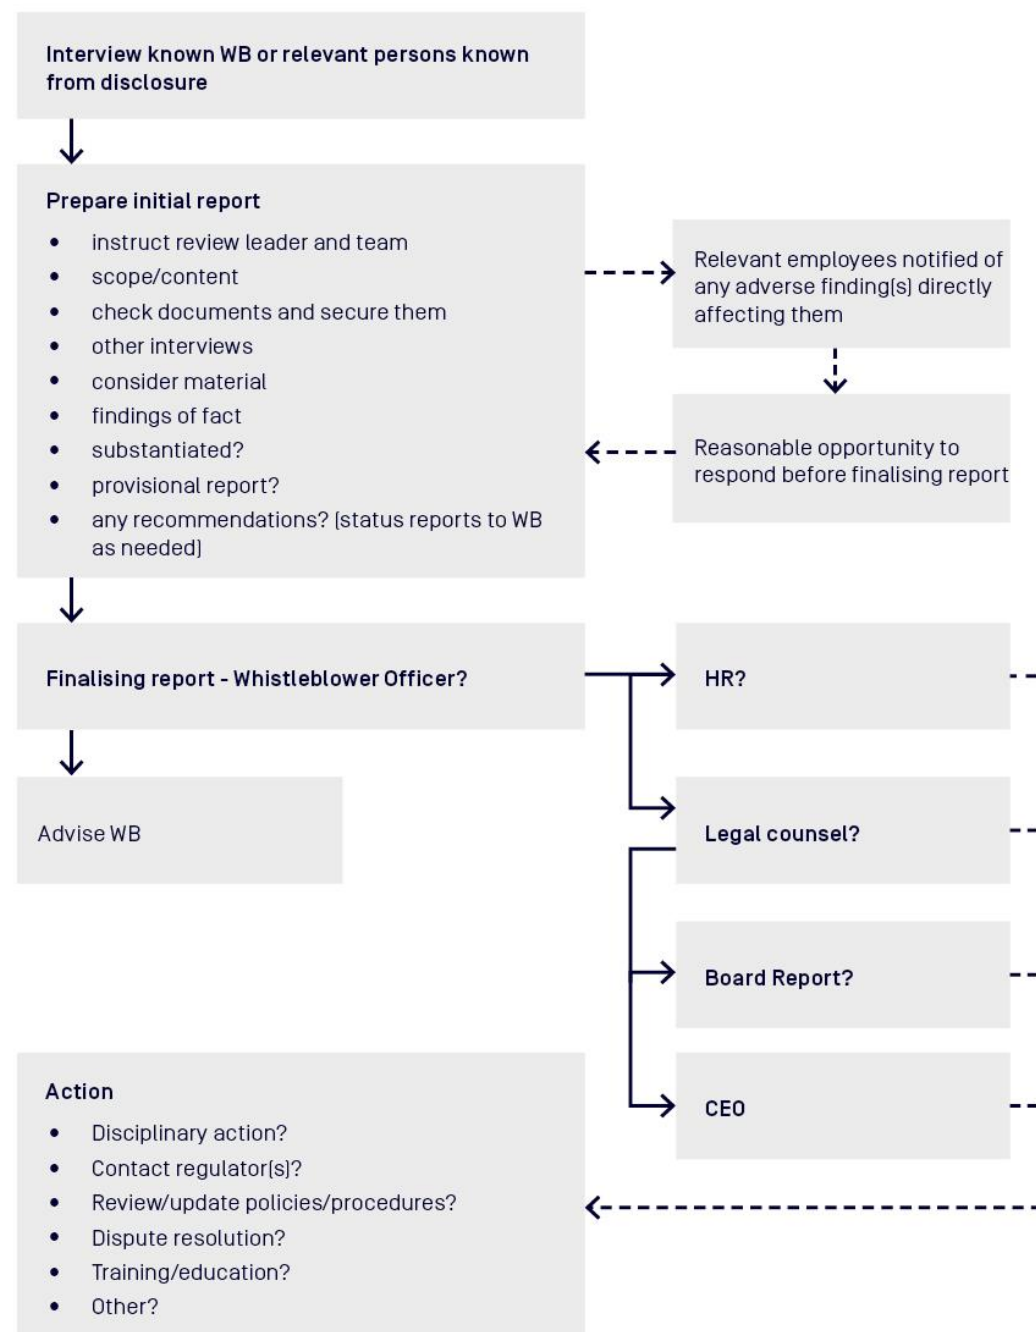 Interview known WB or relevant persons known
from disclosure
Prepare initial report
• instruct review leader and team
• scope/content
• check documents and secure them
• other interviews
• consider material
• findings of fact
• substantiated?
• provisional report?
• any recommendations? (status reports to WB
as needed)
Relevant employees notified of
any adverse finding(s) directly
affecting them
Reasonable opportunity to
respond before finalising report
Finalising report - Whistleblower Officer?
HR?
Advise WB
Legal counsel?
Board Report?
CEO
Action
• Disciplinary action?
• Contact regulator(s)?
• Review/update policies/procedures?
• Dispute resolution?
• Training/education?
• Other?